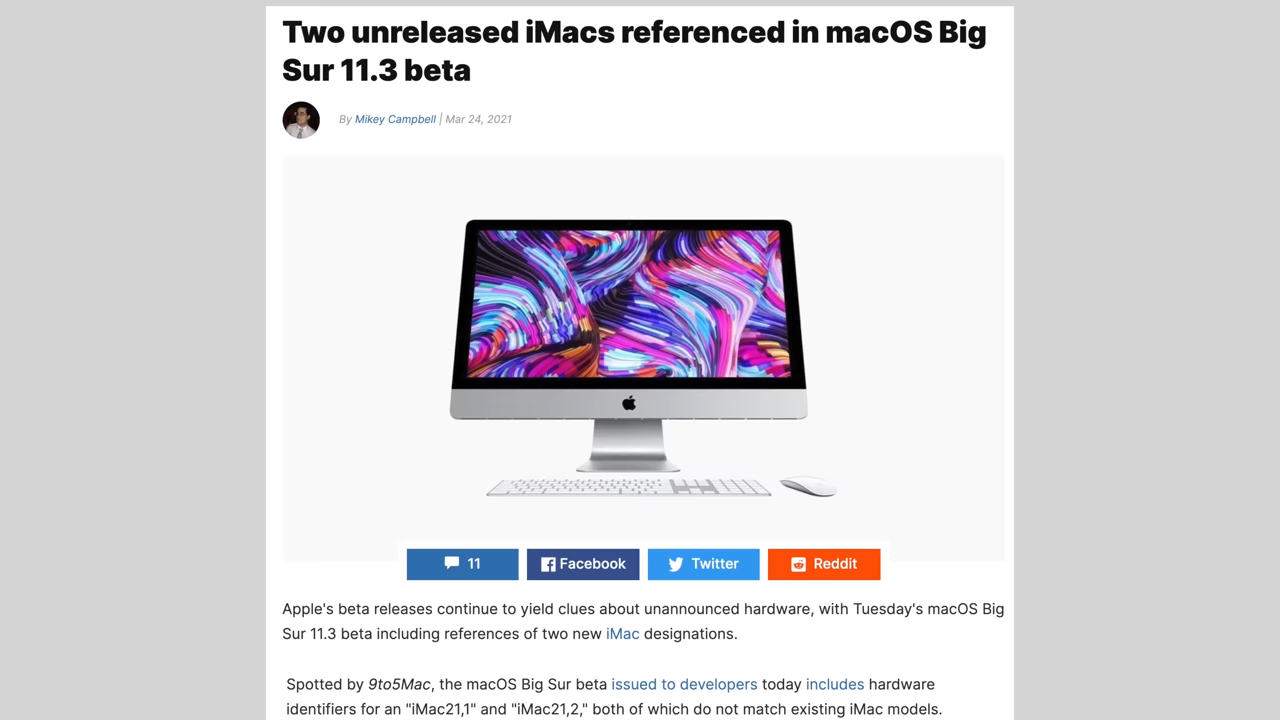 Two unreleased iMacs referenced in macOS Big
Sur 11.3 beta
By Mikey Campbell | Mar 24, 2021
11
Facebook
Twitter
Reddit
Apple's beta releases continue to yield clues about unannounced hardware, with Tuesday's macOS Big
Sur 11.3 beta including references of two new iMac designations.
Spotted by 9to5Mac, the macOS Big Sur beta issued to developers today includes hardware
identifiers for an "iMac21,1" and "iMac21,2," both of which do not match existing iMac models.